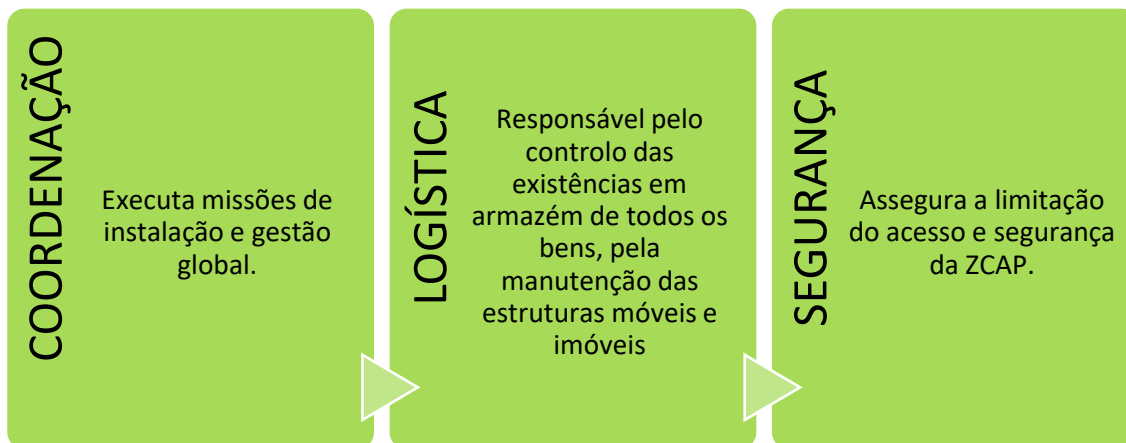 COORDENAÇÃO
Executa missões de
instalação e gestão
global.
LOGÍSTICA
Responsável pelo
controlo das
existências em
armazém de todos os
bens, pela
manutenção das
estruturas móveis e
imóveis
SEGURANÇA
Assegura a limitação
do acesso e segurança
da ZCAP.